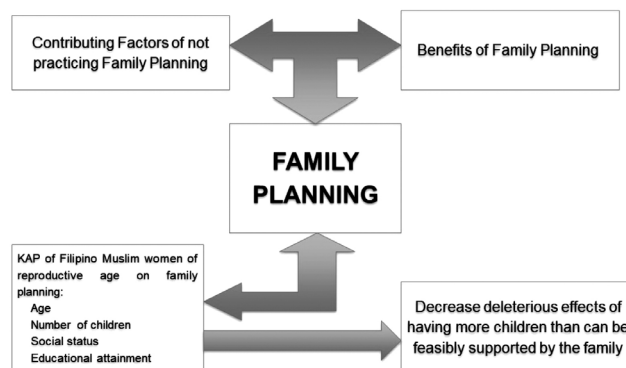 Contributing Factors of not
practicing Family Planning
Benefits of Family Planning
FAMILY
PLANNING
KAP of Filipino Muslim women of
reproductive age on family
planning:
Age
Number of children
Social status
Educational attainment
Decrease deleterious effects of
having more children than can be
feasibly supported by the family